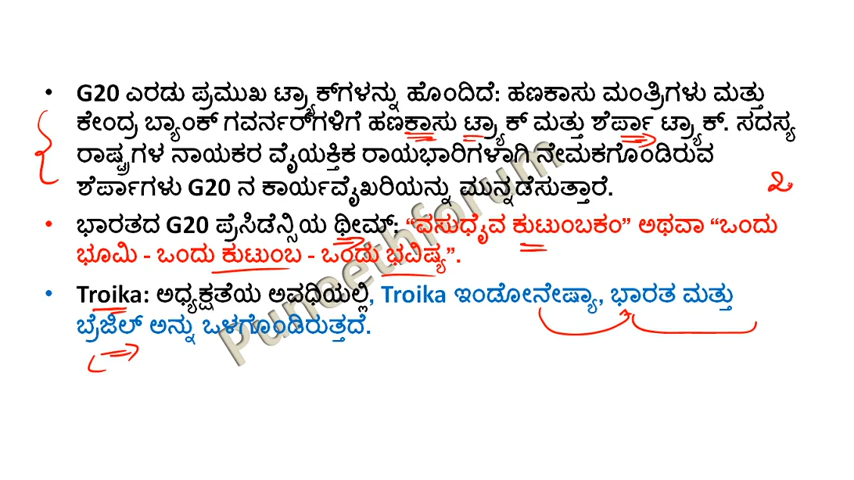 • G20 ಎರಡು ಪ್ರಮುಖ ಟ್ರ್ಯಾಕ್‌ಗಳನ್ನು ಹೊಂದಿದೆ: ಹಣಕಾಸು ಮಂತ್ರಿಗಳು ಮತ್ತು
ಕೇಂದ್ರ ಬ್ಯಾಂಕ್ ಗವರ್ನರ್‌ಗಳಿಗೆ ಹಣಕಾಸು ಟ್ರ್ಯಾಕ್ ಮತ್ತು ಶೆರ್ಪಾ ಟ್ರ್ಯಾಕ್. ಸದಸ್ಯ
ರಾಷ್ಟ್ರಗಳ ನಾಯಕರ ವೈಯಕ್ತಿಕ ರಾಯಭಾರಿಗಳಾಗಿ ನೇಮಕಗೊಂಡಿರುವ
ಶೆರ್ಪಾಗಳು G20 ನ ಕಾರ್ಯವೈಖರಿಯನ್ನು ಮುನ್ನಡೆಸುತ್ತಾರೆ.
• ಭಾರತದ G20 ಪ್ರೆಸಿಡೆನ್ಸಿಯ ಥೀಮ್: “ವಸುಧೈವ ಕುಟುಂಬಕಂ” ಅಥವಾ “ಒಂದು
ಭೂಮಿ - ಒಂದು ಕುಟುಂಬ - ಒಂದು ಭವಿಷ್ಯ”.
• Troika: ಅಧ್ಯಕ್ಷತೆಯ ಅವಧಿಯಲ್ಲಿ, Troika ಇಂಡೋನೇಷ್ಯಾ, ಭಾರತ ಮತ್ತು
ಬ್ರೆಜಿಲ್ ಅನ್ನು ಒಳಗೊಂಡಿರುತ್ತದೆ.
Puneethforum